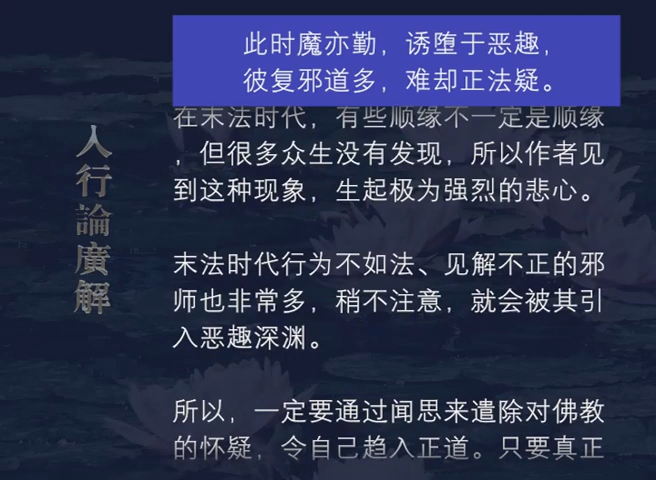 此时魔亦勤，诱堕于恶趣，
彼复邪道多，难却正法疑。
入行論廣解
在末法时代，有些顺缘不一定是顺缘
，但很多众生没有发现，所以作者见
到这种现象，生起极为强烈的悲心。
末法时代行为不如法、见解不正的邪
师也非常多，稍不注意，就会被其引
入恶趣深渊。
所以，一定要通过闻思来遣除对佛教
的怀疑，令自己趋入正道。只要真正